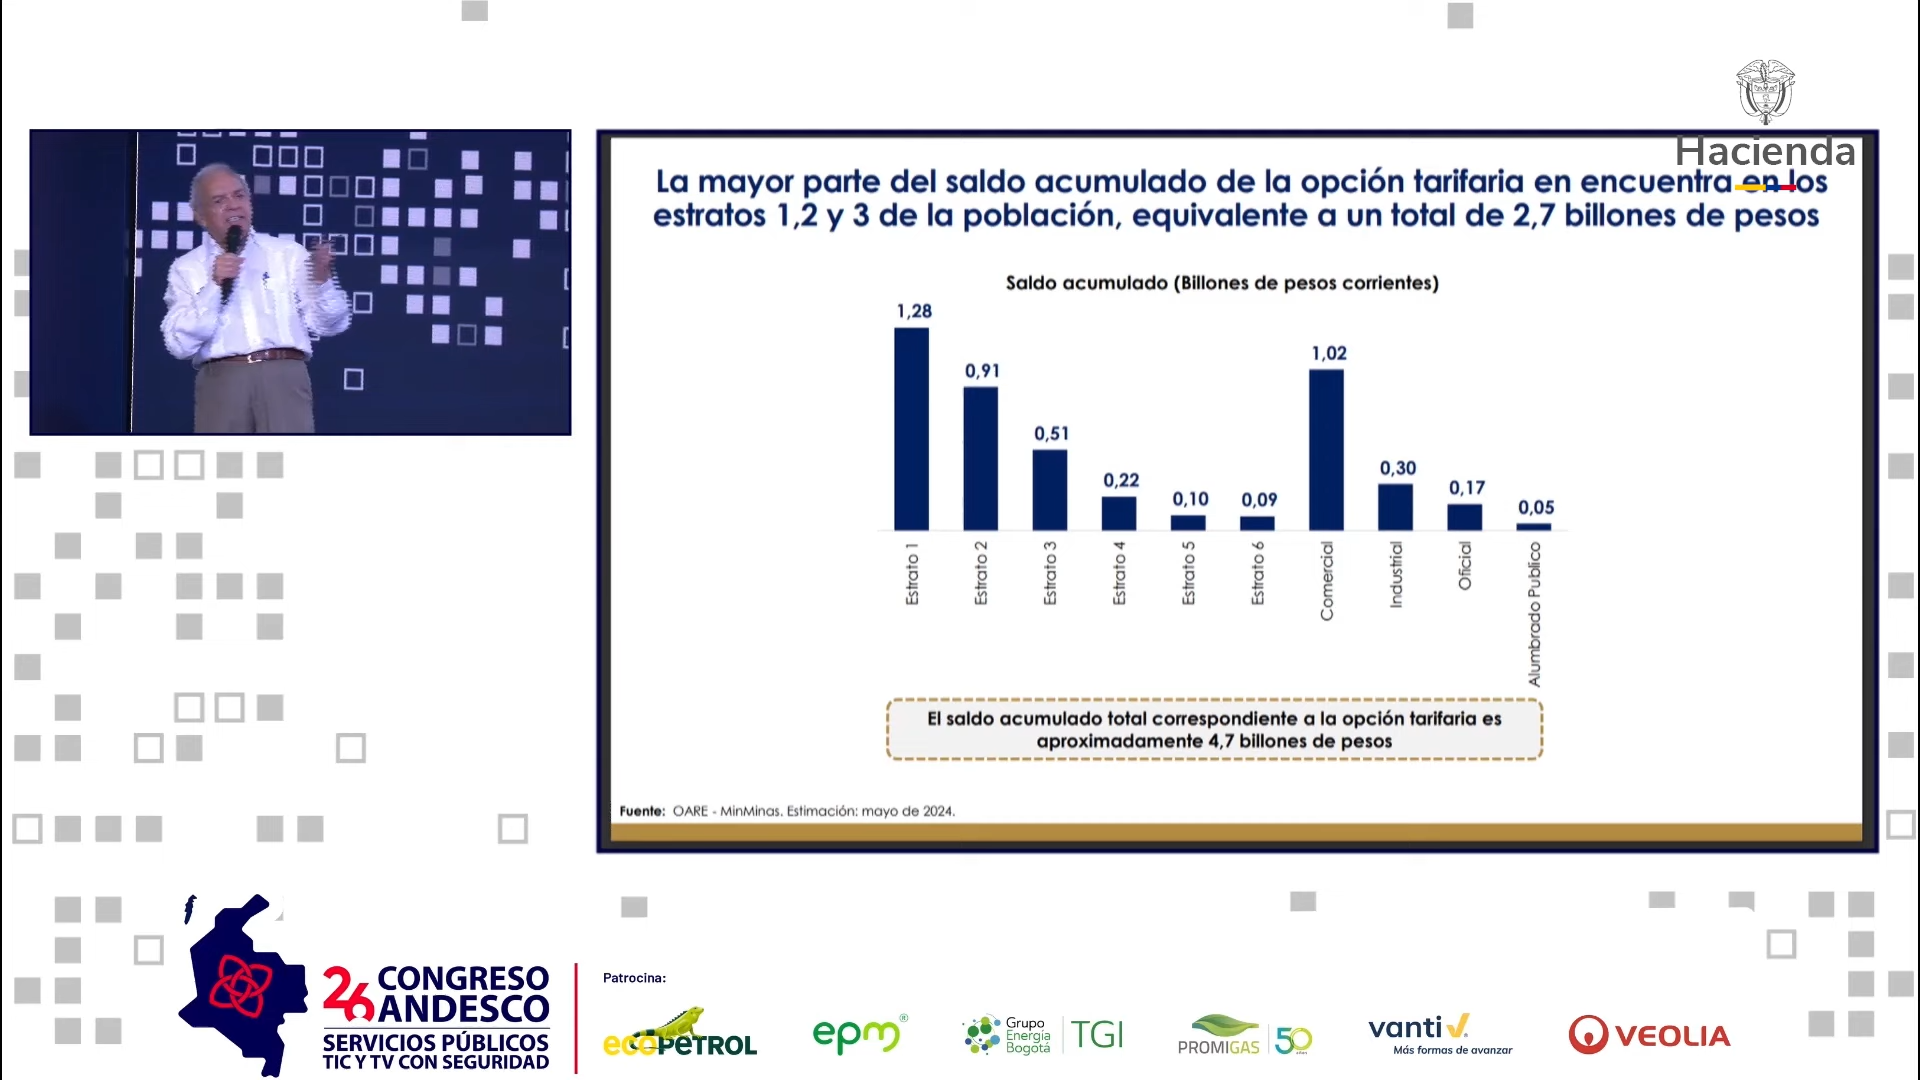 Hacienda
La mayor parte del saldo acumulado de la opción tarifaria en encuentra en los
estratos 1,2 y 3 de la población, equivalente a un total de 2,7 billones de pesos
Saldo acumulado (Billones de pesos corrientes)
1,28
0,91
0,51
0,22
0,10
0,09
1,02
0,30
0,17
0,05
Estrato 1
Estrato 2
Estrato 3
Estrato 4
Estrato 5
Estrato 6
Comercial
Industrial
Oficial
Alumbrado Publico
El saldo acumulado total correspondiente a la opción tarifaria es
aproximadamente 4,7 billones de pesos
Fuente: OARE - MinMinas. Estimación: mayo de 2024.
26 CONGRESO
ANDESCO
SERVICIOS PÚBLICOS
TIC Y TV CON SEGURIDAD
Patrocina:
ecoPETROL
epm®
Grupo
Energía
Bogotá
TGI
PROMIGAS
50
vanti
Más formas de avanzar
VEOLIA